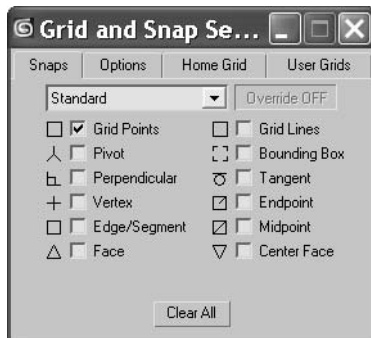 Grid and Snap Se...
Snaps Options Home Grid User Grids
Standard Override OFF
Grid Points Grid Lines
Pivot Bounding Box
Perpendicular Tangent
Vertex Endpoint
Edge/Segment Midpoint
Face Center Face
Clear All